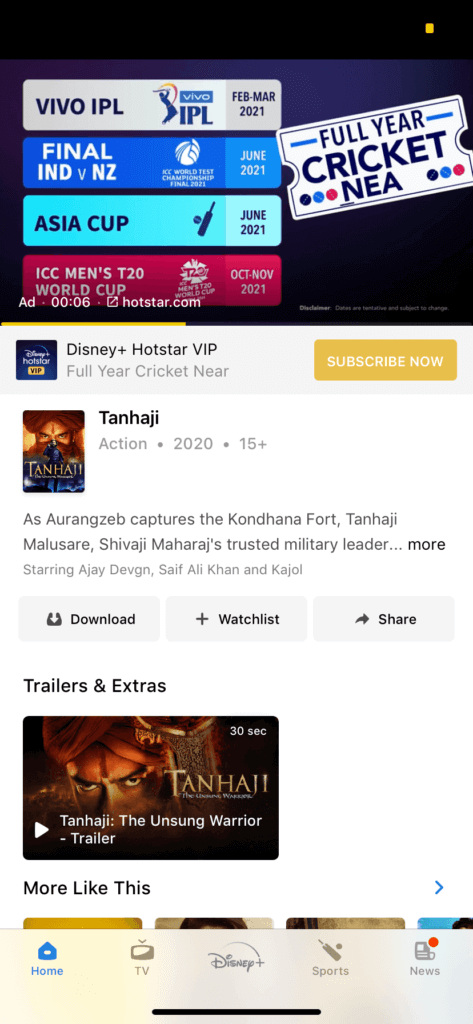 VIVO IPL
vivo
IPL
FEB-MAR
2021
FINAL
IND V NZ
ICC WORLD TEST
CHAMPIONSHIP
FINAL 2021
JUNE
2021
ASIA CUP
JUNE
2021
ICC MEN'S T20
WORLD CUP
T20
MEN'S
WORLD CUP
OCT-NOV
2021
FULL YEAR
CRICKET
NEA
Disclaimer: Dates are tentative and subject to change.
Ad · 00:06 · hotstar.com
Disney+
hotstar
VIP
Disney+ Hotstar VIP
Full Year Cricket Near
SUBSCRIBE NOW
TANHAJI
THE UNSUNG WARRIOR
Tanhaji
Action • 2020 • 15+
As Aurangzeb captures the Kondhana Fort, Tanhaji
Malusare, Shivaji Maharaj's trusted military leader... more
Starring Ajay Devgn, Saif Ali Khan and Kajol
Download
+ Watchlist
Share
Trailers & Extras
30 sec
TANHAJI
The Unsung Warrior
Tanhaji: The Unsung Warrior
- Trailer
More Like This
Home
TV
Disney+
Sports
News